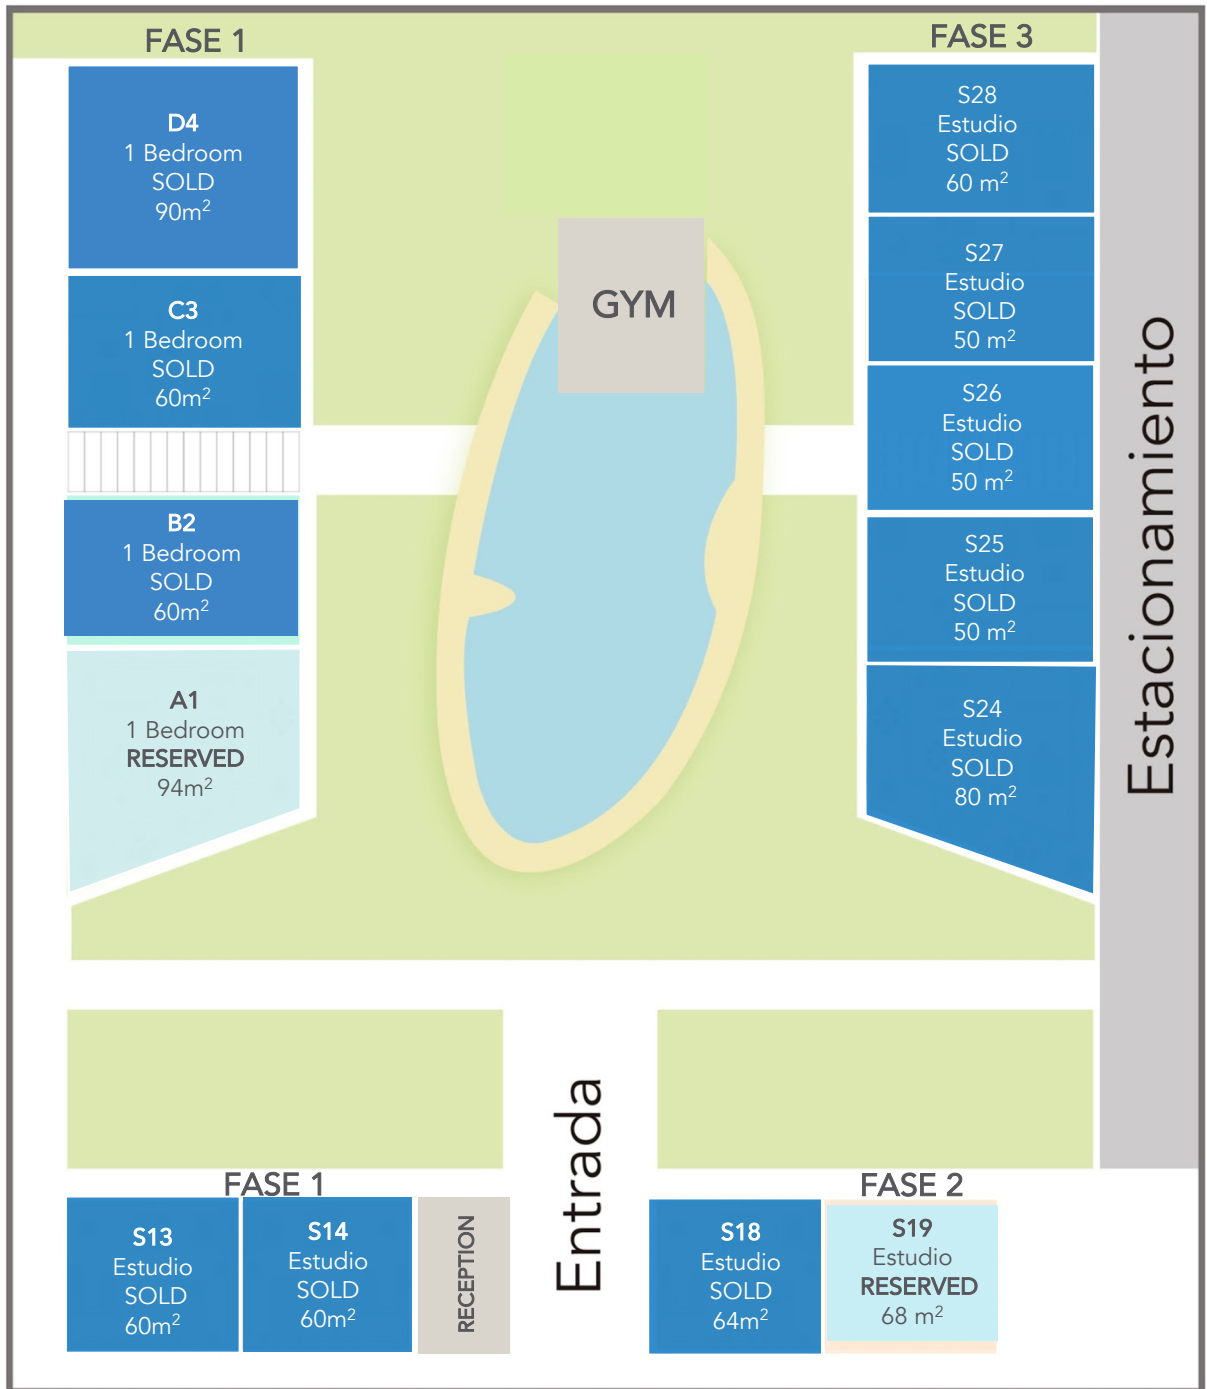 FASE 1
D4
1 Bedroom
SOLD
90m²
C3
1 Bedroom
SOLD
60m²
B2
1 Bedroom
SOLD
60m²
A1
1 Bedroom
RESERVED
94m²
GYM
FASE 3
S28
Estudio
SOLD
60 m²
S27
Estudio
SOLD
50 m²
S26
Estudio
SOLD
50 m²
S25
Estudio
SOLD
50 m²
S24
Estudio
SOLD
80 m²
Estacionamiento
FASE 1
S13
Estudio
SOLD
60m²
S14
Estudio
SOLD
60m²
RECEPTION
Entrada
FASE 2
S18
Estudio
SOLD
64m²
S19
Estudio
RESERVED
68 m²